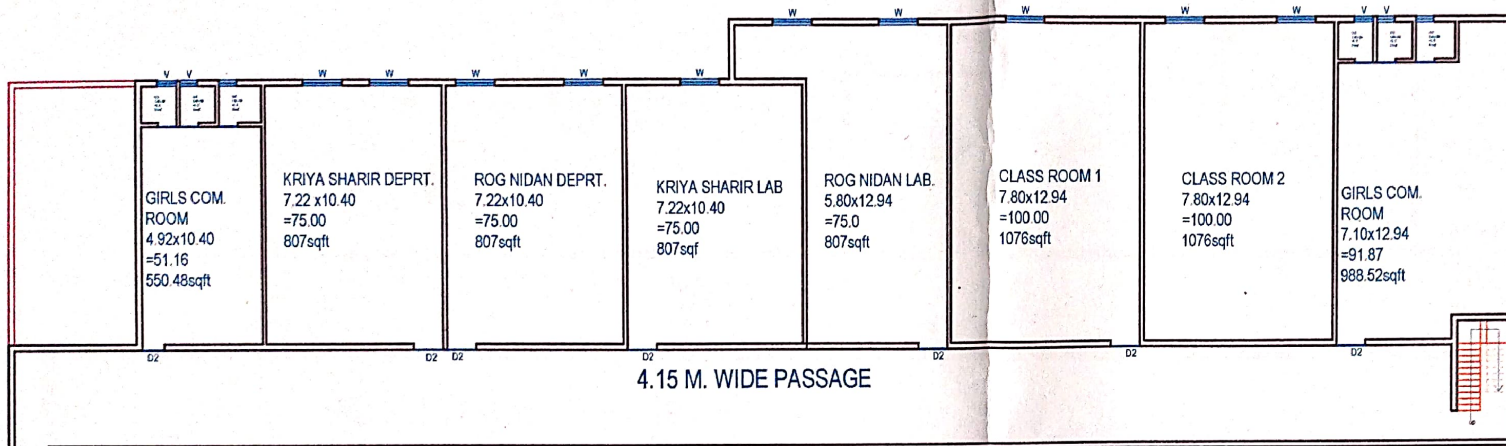 W
W
W
W
W
V
V
V
V
W
W
W
W
W
GIRLS COM.
ROOM
4.92x10.40
=51.16
550.48sqft
KRIYA SHARIR DEPRT.
7.22 x10.40
=75.00
807sqft
ROG NIDAN DEPRT.
7.22x10.40
=75.00
807sqft
KRIYA SHARIR LAB
7.22x10.40
=75.00
807sqf
ROG NIDAN LAB.
5.80x12.94
=75.0
807sqft
CLASS ROOM 1
7.80x12.94
=100.00
1076sqft
CLASS ROOM 2
7.80x12.94
=100.00
1076sqft
GIRLS COM.
ROOM
7.10x12.94
=91.87
988.52sqft
D2
D2
D2
D2
D2
D2
D2
4.15 M. WIDE PASSAGE